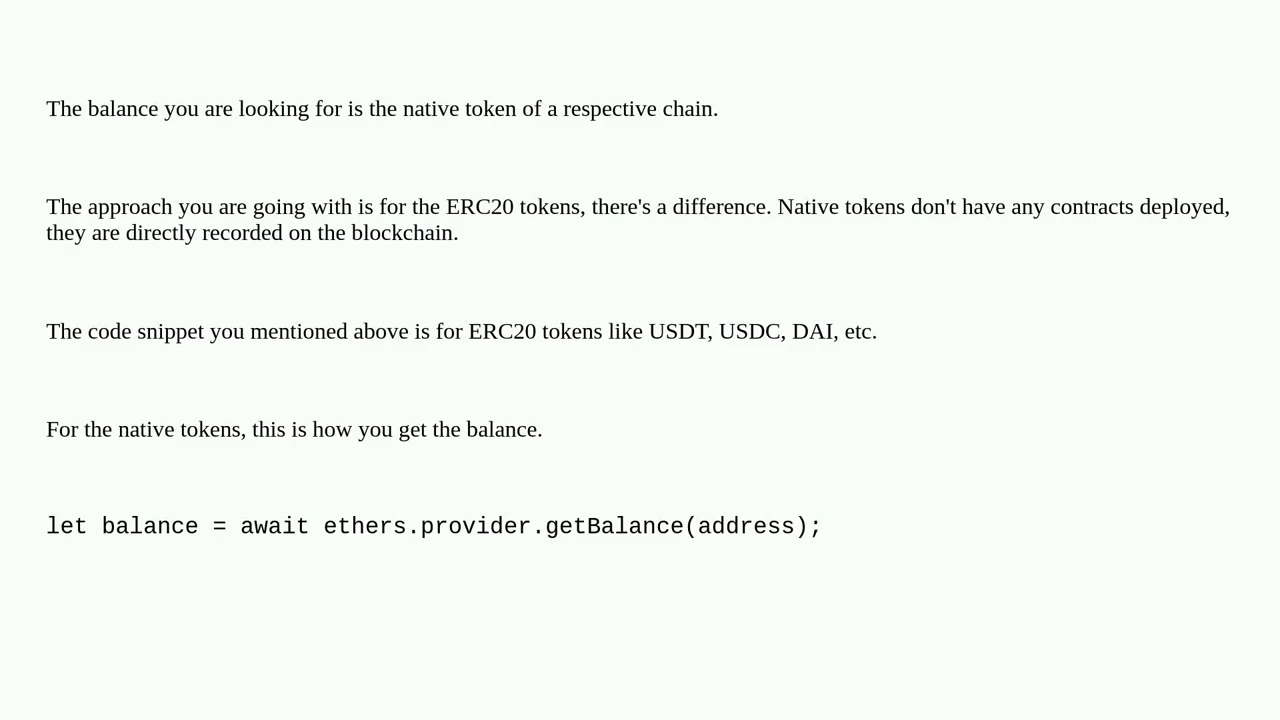 The balance you are looking for is the native token of a respective chain.
The approach you are going with is for the ERC20 tokens, there's a difference. Native tokens don't have any contracts deployed,
they are directly recorded on the blockchain.
The code snippet you mentioned above is for ERC20 tokens like USDT, USDC, DAI, etc.
For the native tokens, this is how you get the balance.
let balance = await ethers.provider.getBalance(address);